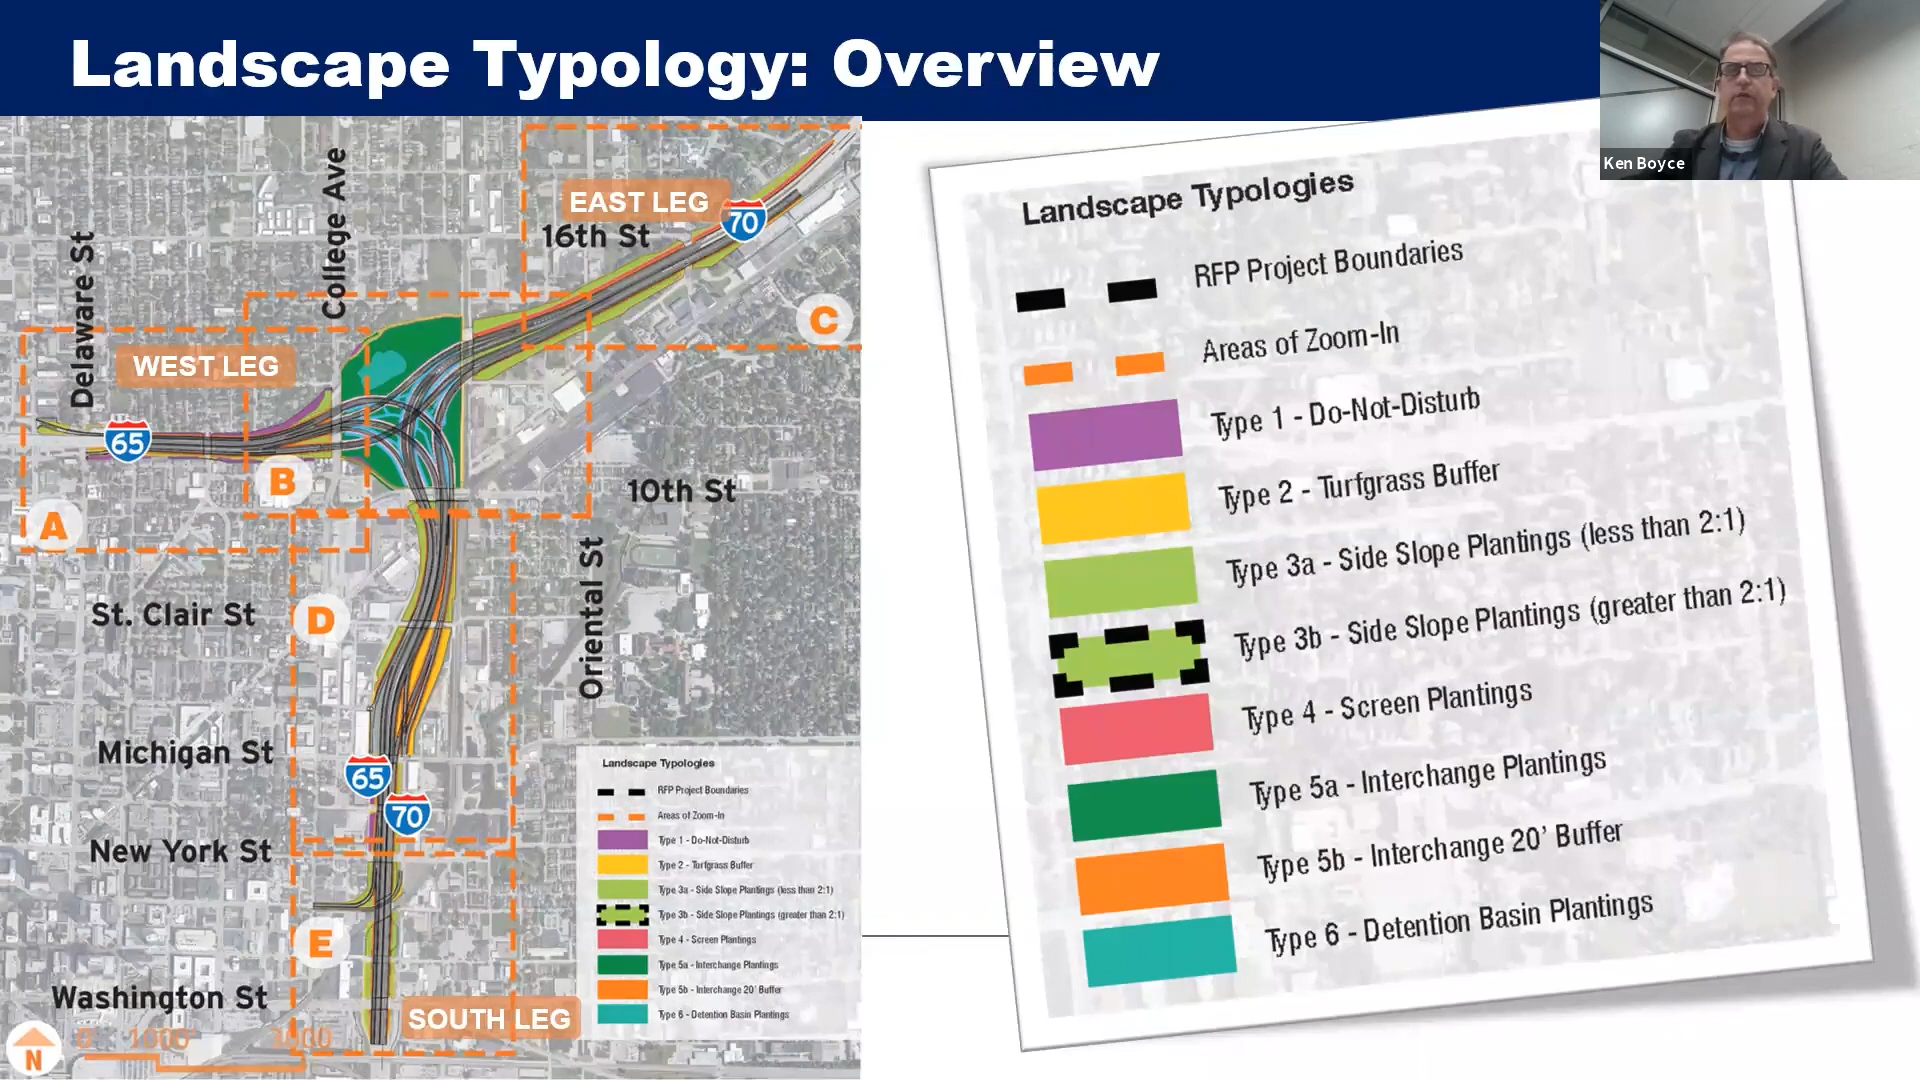 Landscape Typology: Overview
Ken Boyce
EAST LEG
70
16th St
College Ave
Delaware St
C
WEST LEG
65
B
A
10th St
Oriental St
St. Clair St
D
Michigan St
65
70
New York St
E
Washington St
SOUTH LEG
N
0 1000 3000
Landscape Typologies
RFP Project Boundaries
Areas of Zoom-In
Type 1 - Do-Not-Disturb
Type 2 - Turfgrass Buffer
Type 3a - Side Slope Plantings (less than 2:1)
Type 3b - Side Slope Plantings (greater than 2:1)
Type 4 - Screen Plantings
Type 5a - Interchange Plantings
Type 5b - Interchange 20' Buffer
Type 6 - Detention Basin Plantings
Landscape Typologies
RFP Project Boundaries
Areas of Zoom-In
Type 1 - Do-Not-Disturb
Type 2 - Turfgrass Buffer
Type 3a - Side Slope Plantings (less than 2:1)
Type 3b - Side Slope Plantings (greater than 2:1)
Type 4 - Screen Plantings
Type 5a - Interchange Plantings
Type 5b - Interchange 20’ Buffer
Type 6 - Detention Basin Plantings